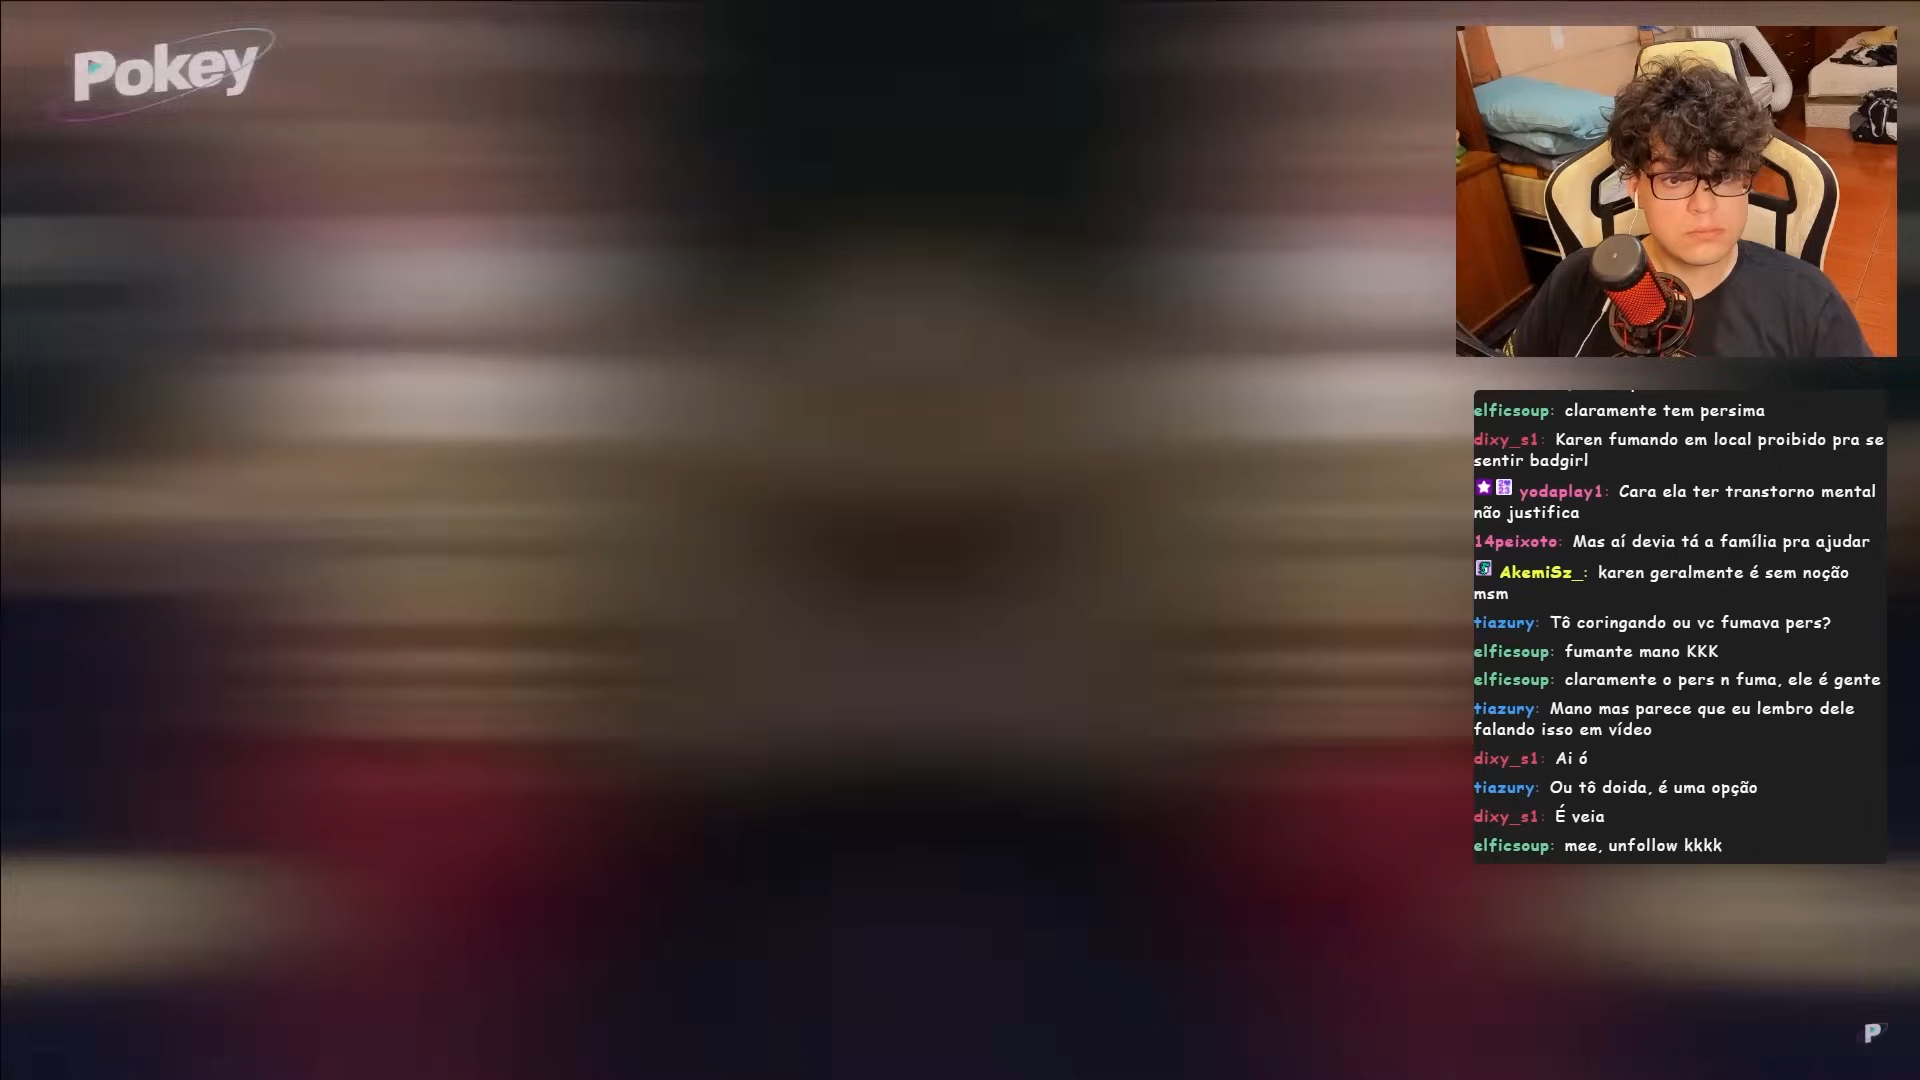 Pokey
elficsoup: claramente tem persima
dixy_s1: Karen fumando em local proibido pra se
sentir badgirl
yodaplay1: Cara ela ter transtorno mental
não justifica
14peixoto: Mas aí devia tá a família pra ajudar
AkemiSz_: karen geralmente é sem noção
msm
tiazury: Tô coringando ou vc fumava pers?
elficsoup: fumante mano KKK
elficsoup: claramente o pers n fuma, ele é gente
tiazury: Mano mas parece que eu lembro dele
falando isso em vídeo
dixy_s1: Ai ó
tiazury: Ou tô doida, é uma opção
dixy_s1: É veia
elficsoup: mee, unfollow kkkk
P